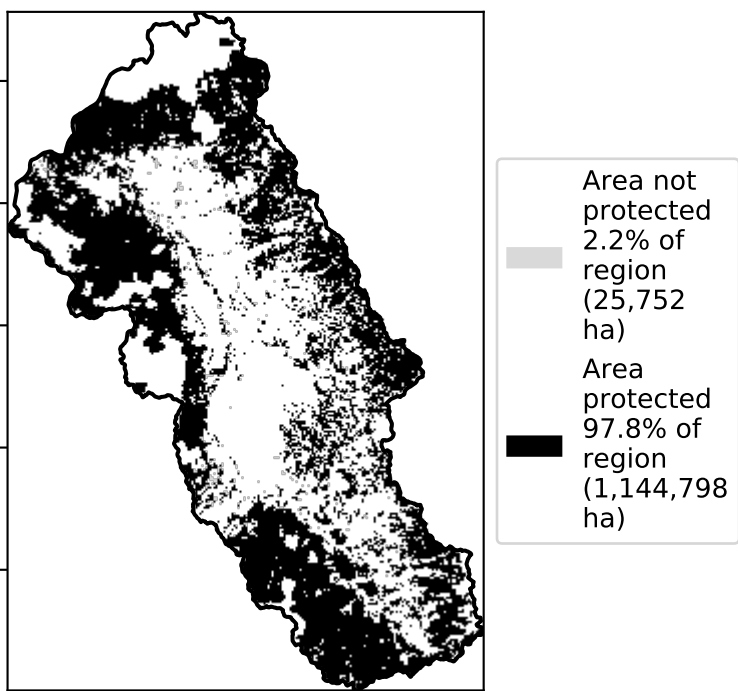 Area not
protected
2.2% of
region
(25,752
ha)
Area
protected
97.8% of
region
(1,144,798
ha)